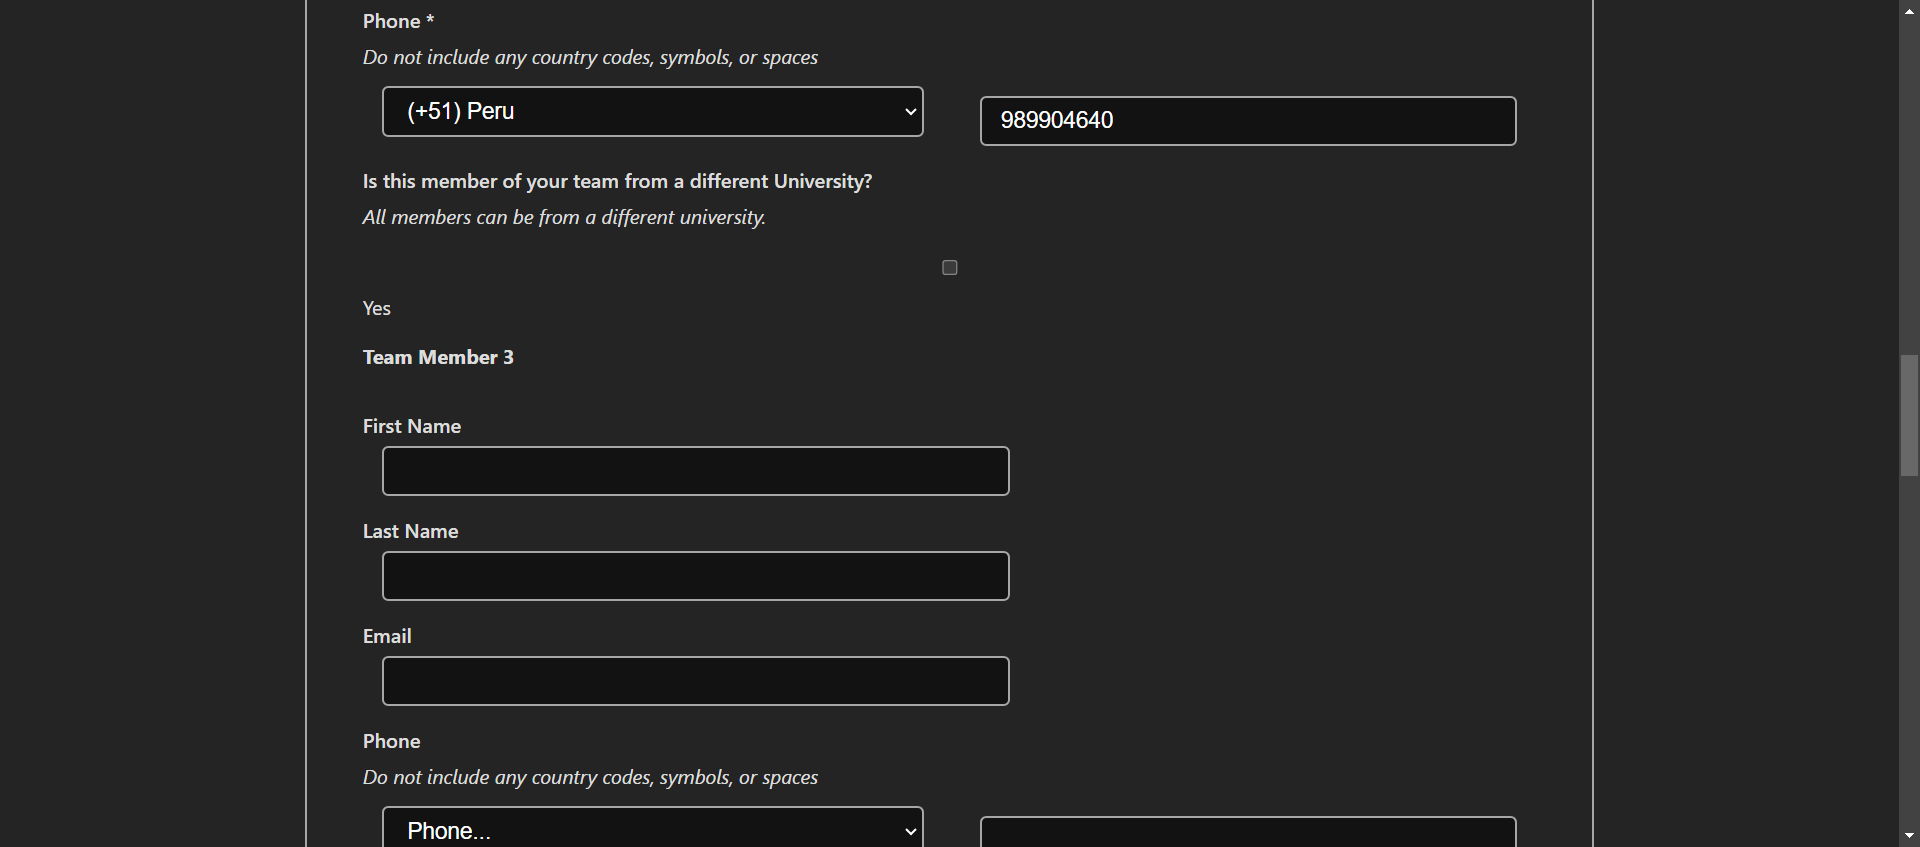 Phone *
Do not include any country codes, symbols, or spaces
(+51) Peru
989904640
Is this member of your team from a different University?
All members can be from a different university.
Yes
Team Member 3
First Name
Last Name
Email
Phone
Do not include any country codes, symbols, or spaces
Phone...